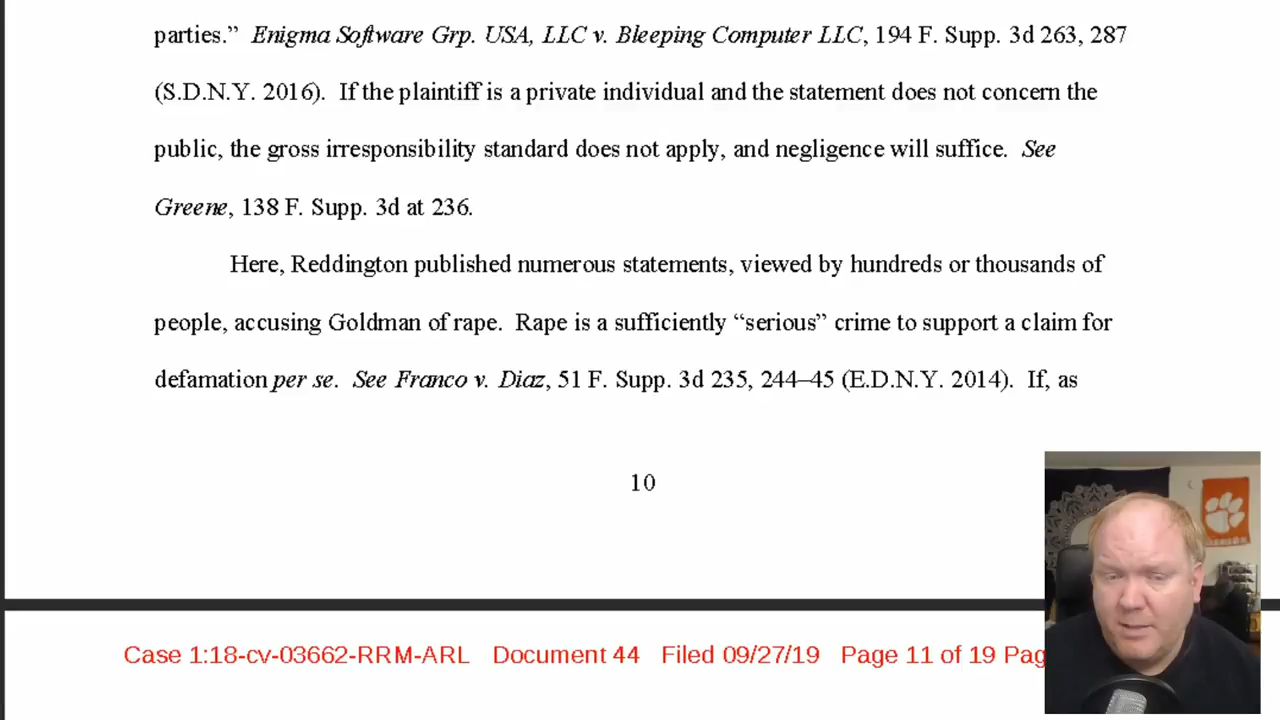 parties.” Enigma Software Grp. USA, LLC v. Bleeping Computer LLC, 194 F. Supp. 3d 263, 287
(S.D.N.Y. 2016). If the plaintiff is a private individual and the statement does not concern the
public, the gross irresponsibility standard does not apply, and negligence will suffice. See
Greene, 138 F. Supp. 3d at 236.
Here, Reddington published numerous statements, viewed by hundreds or thousands of
people, accusing Goldman of rape. Rape is a sufficiently “serious” crime to support a claim for
defamation per se. See Franco v. Diaz, 51 F. Supp. 3d 235, 244–45 (E.D.N.Y. 2014). If, as
10
Case 1:18-cv-03662-RRM-ARL Document 44 Filed 09/27/19 Page 11 of 19 Pag